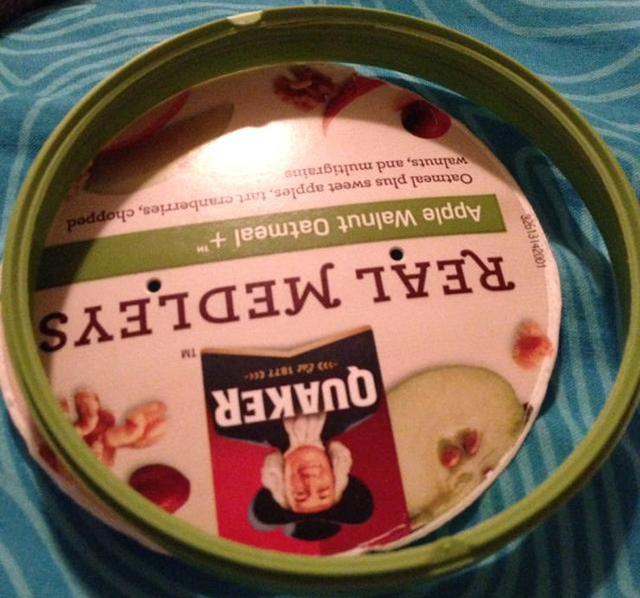 QUAKER
Est 1877
TM
REAL MEDLEYS
Apple Walnut Oatmeal +™
Oatmeal plus sweet apples, tart cranberries, chopped
walnuts, and multigrains